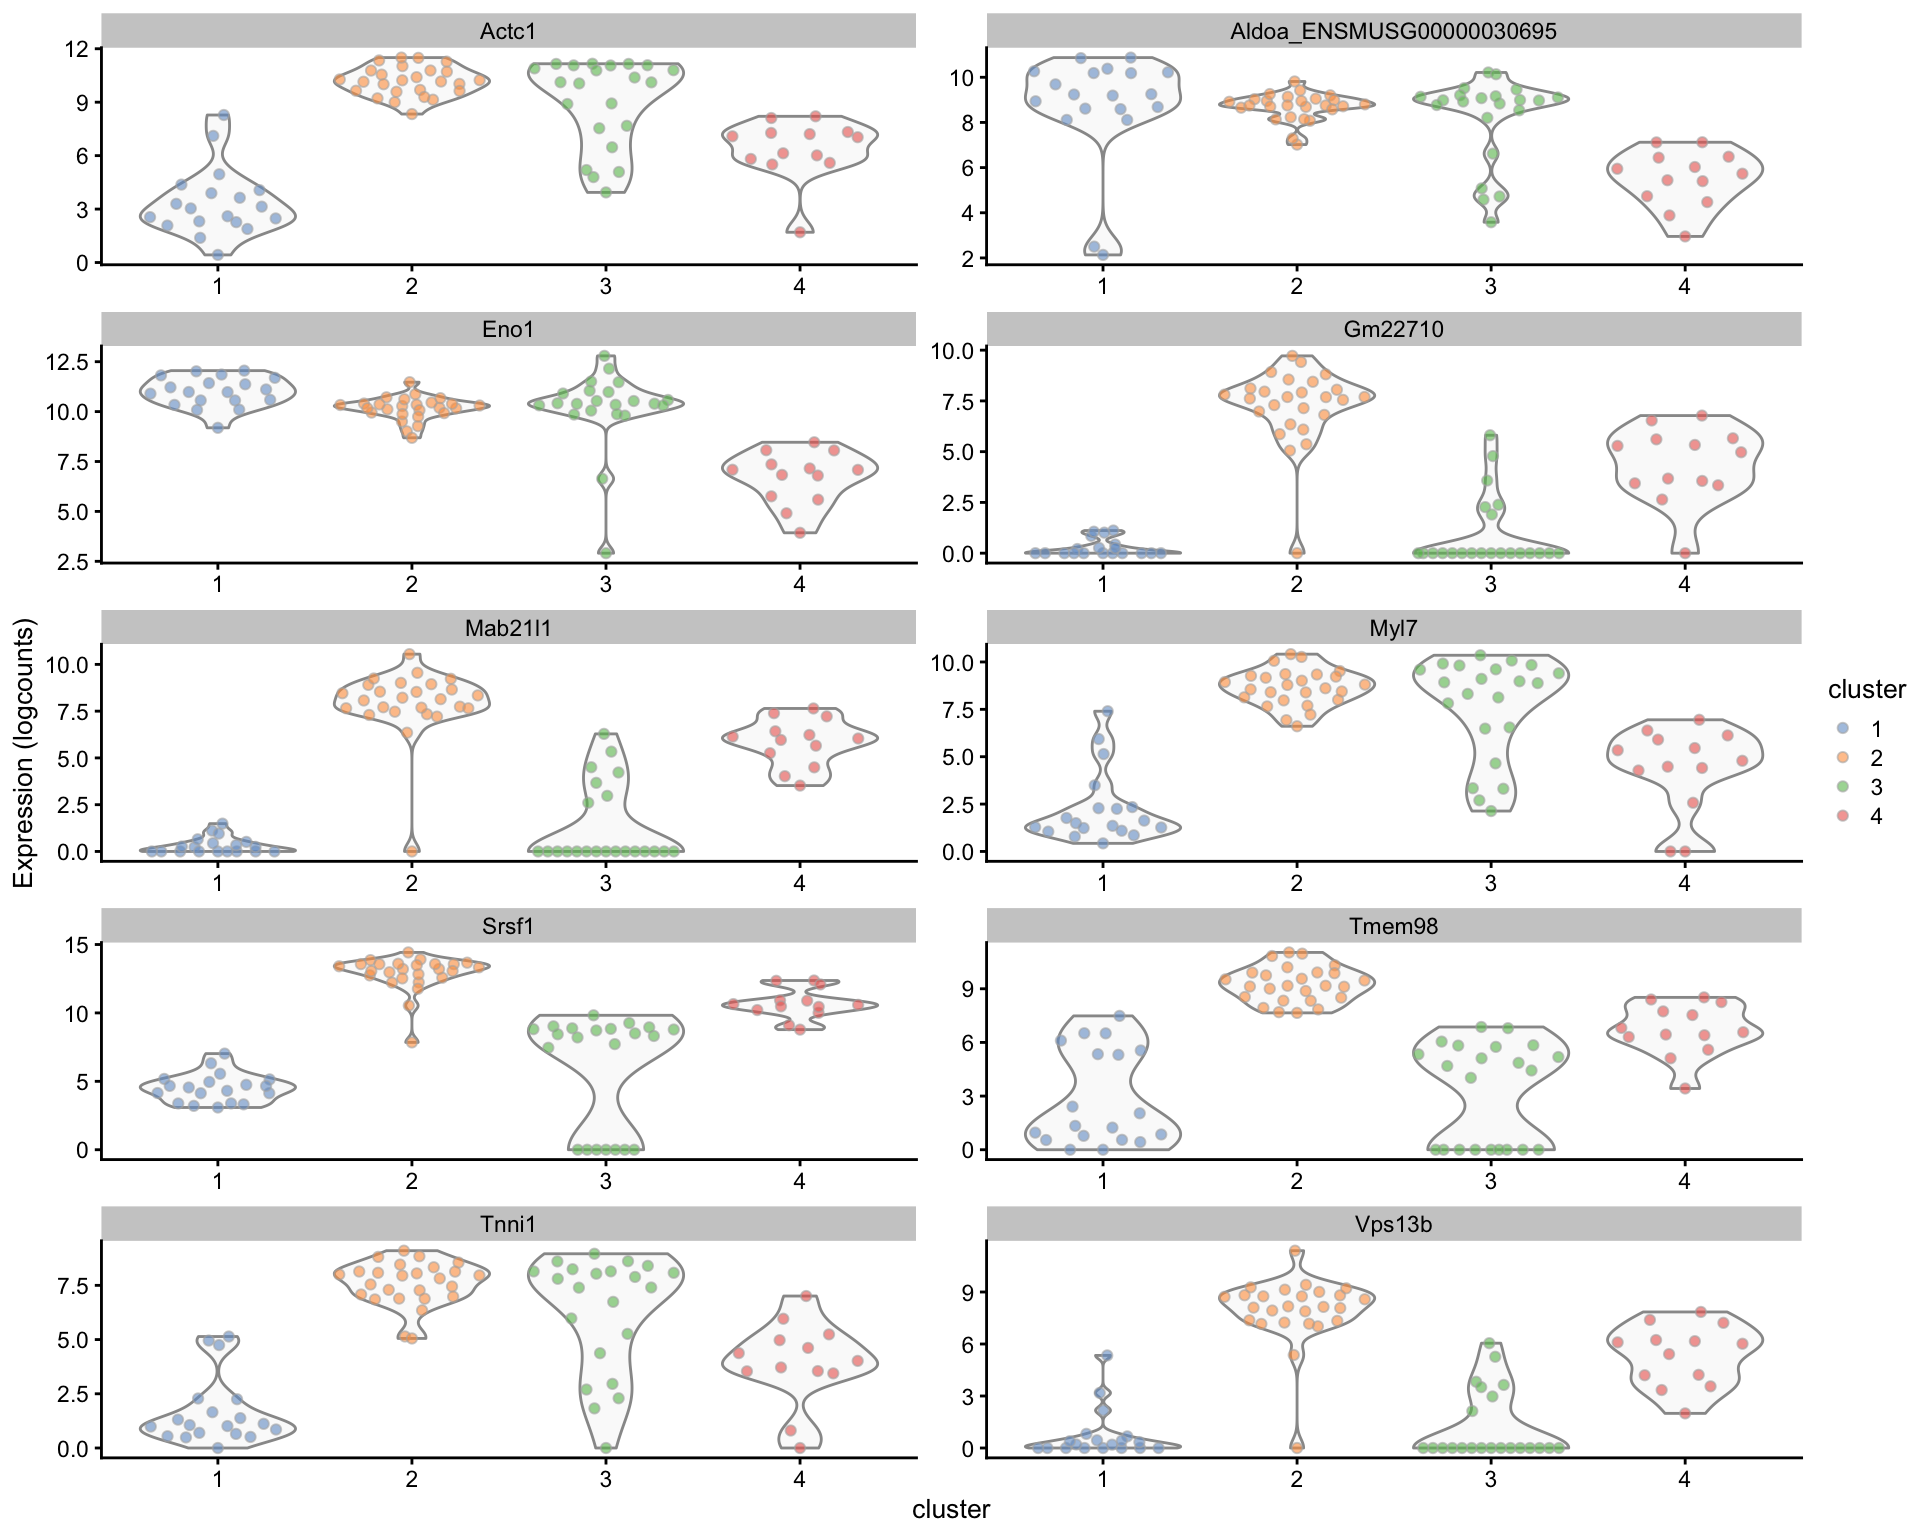 Actc1
Aldoa_ENSMUSG00000030695
12
9
6
3
0
1 2 3 4
10
8
6
4
2
1 2 3 4
Eno1
Gm22710
12.5
10.0
7.5
5.0
2.5
1 2 3 4
10.0
7.5
5.0
2.5
0.0
1 2 3 4
Expression (logcounts)
Mab21l1
Myl7
10.0
7.5
5.0
2.5
0.0
1 2 3 4
10.0
7.5
5.0
2.5
0.0
1 2 3 4
cluster
1
2
3
4
Srsf1
Tmem98
15
10
5
0
1 2 3 4
9
6
3
0
1 2 3 4
Tnni1
Vps13b
7.5
5.0
2.5
0.0
1 2 3 4
9
6
3
0
1 2 3 4
cluster